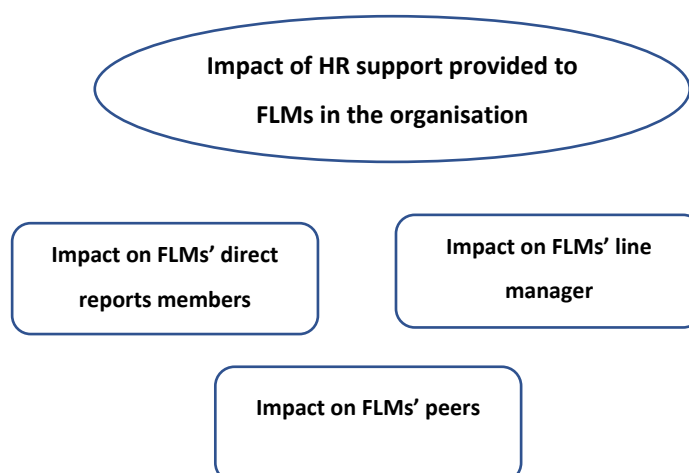 Impact of HR support provided to
FLMs in the organisation
Impact on FLMs’ direct
reports members
Impact on FLMs’ line
manager
Impact on FLMs’ peers